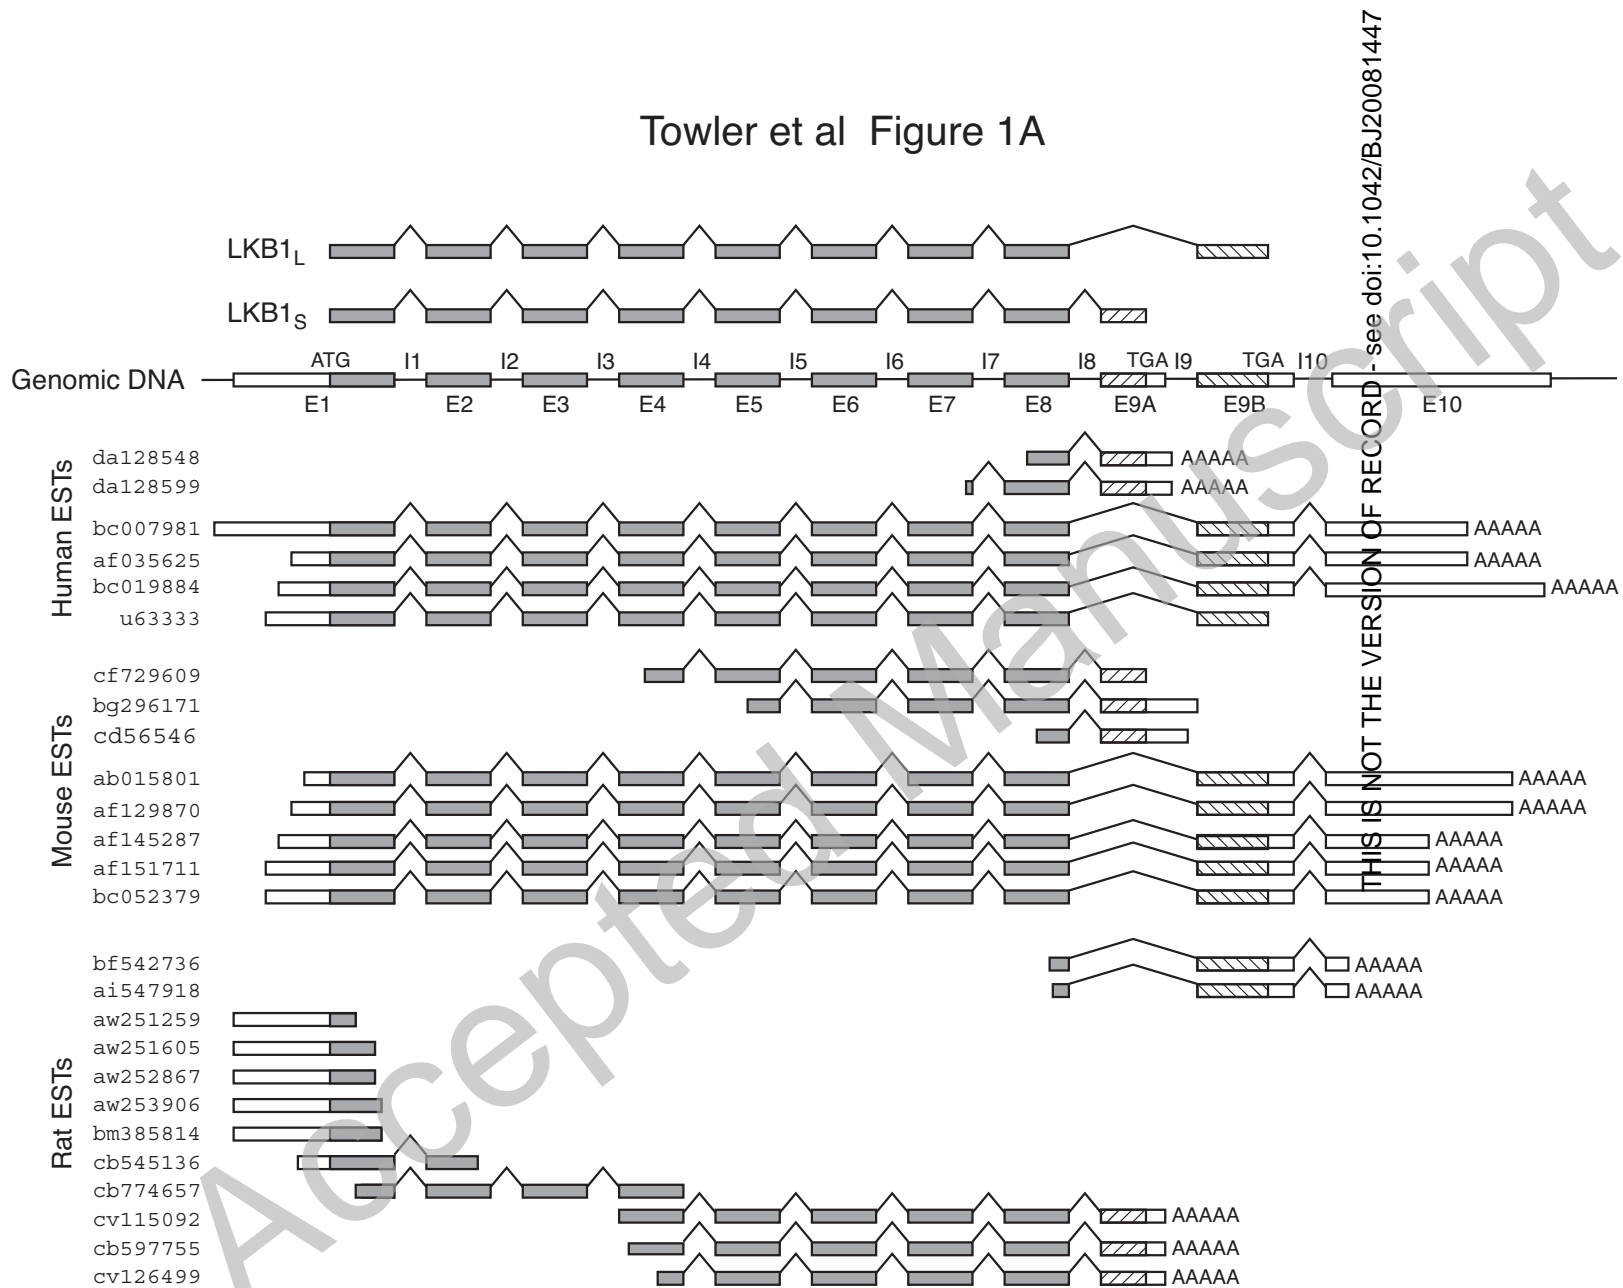 Towler et al Figure 1A
LKB1L
LKB1S
ATG I1 I2 I3 I4 I5 I6 I7 I8 TGA I9 TGA I10
Genomic DNA
E1 E2 E3 E4 E5 E6 E7 E8 E9A E9B E10
Human ESTs
da128548 AAAAA
da128599 AAAAA
bc007981 AAAAA
af035625 AAAAA
bc019884 AAAAA
u63333
Mouse ESTs
cf729609
bg296171
cd56546
ab015801 AAAAA
af129870 AAAAA
af145287 AAAAA
af151711 AAAAA
bc052379 AAAAA
Rat ESTs
bf542736 AAAAA
ai547918 AAAAA
aw251259
aw251605
aw252867
aw253906
bm385814
cb545136
cb774657
cv115092 AAAAA
cb597755 AAAAA
cv126499 AAAAA
THIS IS NOT THE VERSION OF RECORD - see doi:10.1042/BJ20081447
Accepted Manuscript